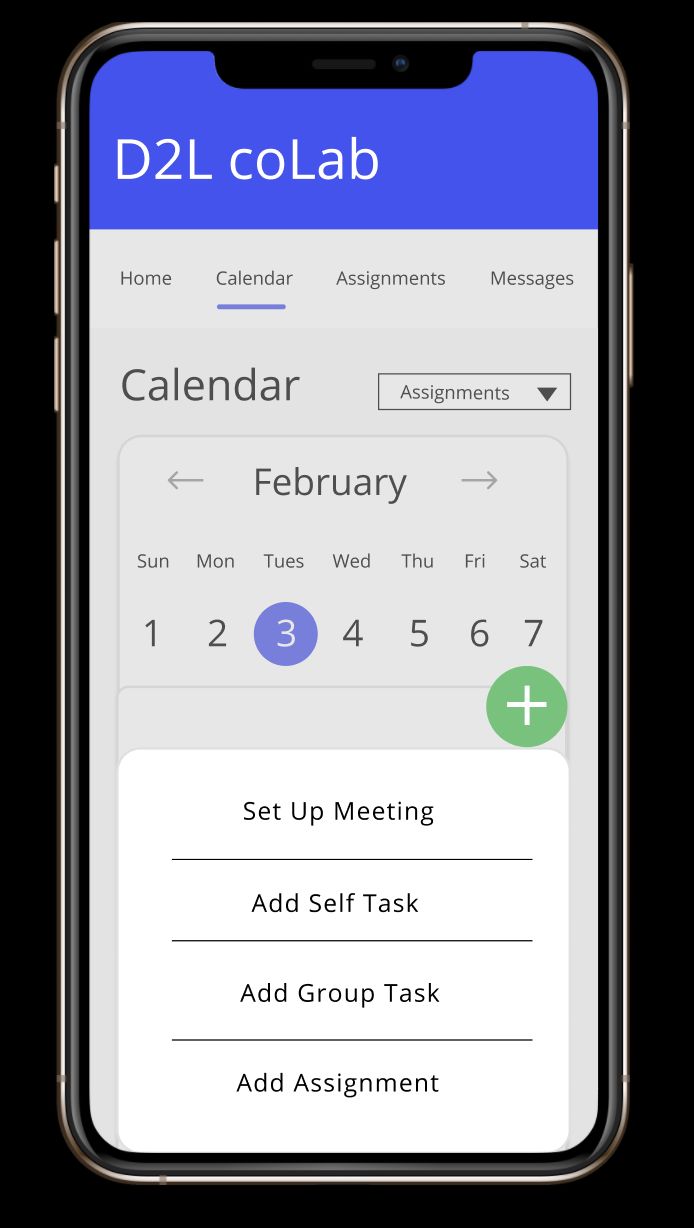 D2L coLab
Home Calendar Assignments Messages
Calendar
Assignments
February
Sun Mon Tues Wed Thu Fri Sat
1 2 3 4 5 6 7
+
Set Up Meeting
Add Self Task
Add Group Task
Add Assignment